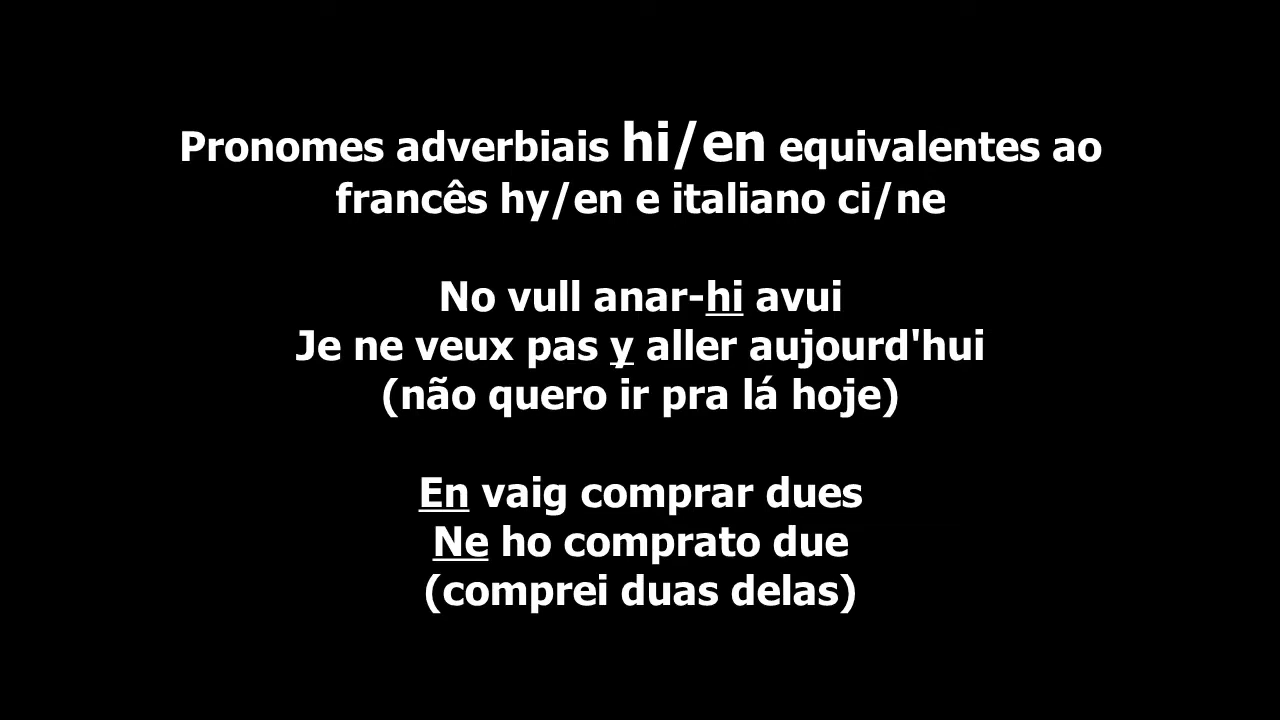 Pronomes adverbiais hi/en equivalentes ao
francês hy/en e italiano ci/ne
No vull anar-hi avui
Je ne veux pas y aller aujourd'hui
(não quero ir pra lá hoje)
En vaig comprar dues
Ne ho comprato due
(comprei duas delas)